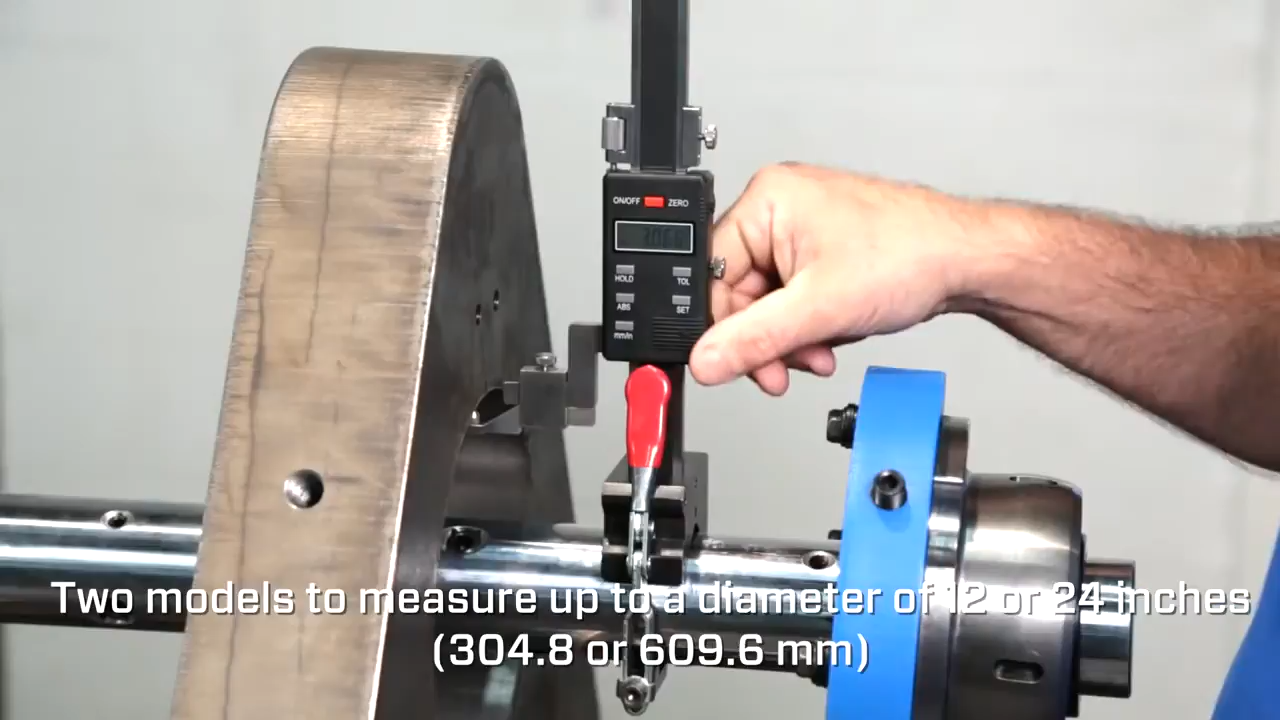 ON/OFF ZERO
HOLD TOL
ABS SET
mm/in
Two models to measure up to a diameter of 12 or 24 inches
(304.8 or 609.6 mm)